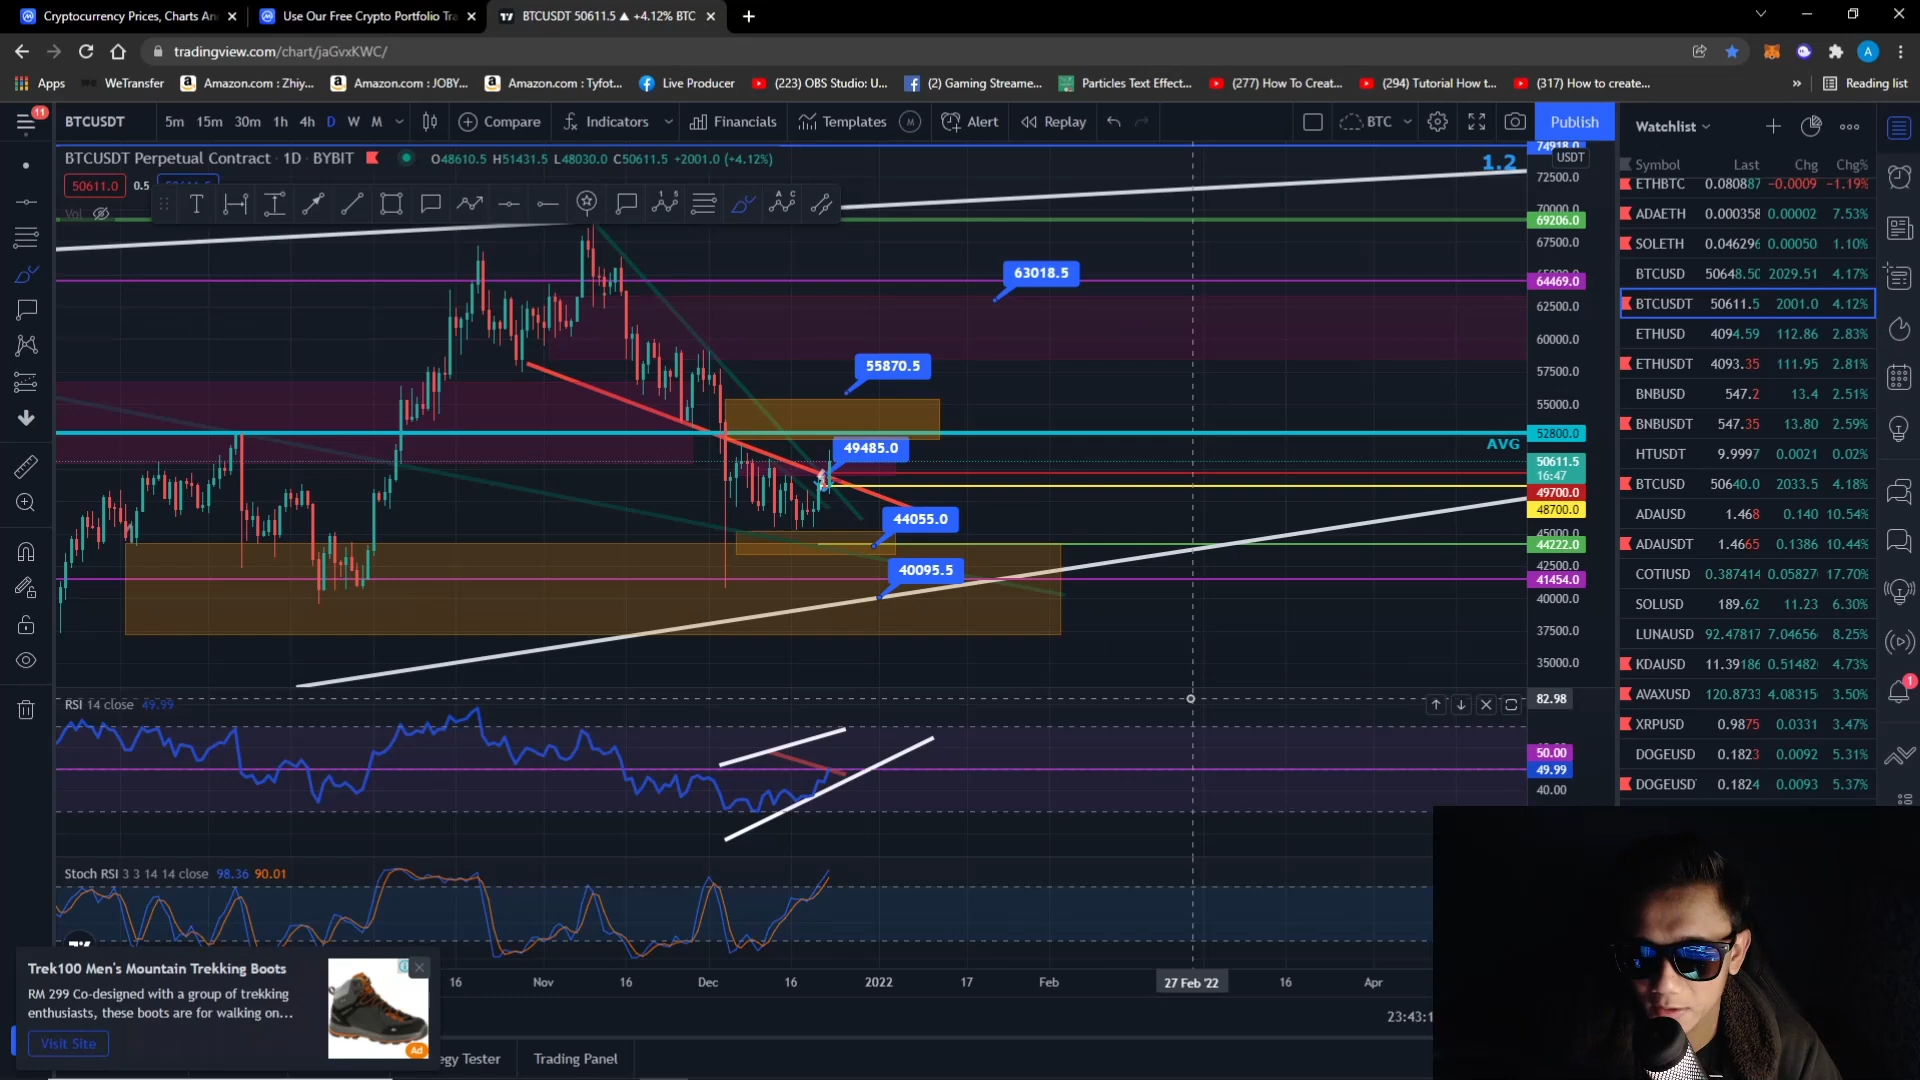 Cryptocurrency Prices, Charts An
Use Our Free Crypto Portfolio Tra
BTCUSDT 50611.5 ▲ +4.12% BTC
tradingview.com/chart/jaGvxKWC/
A
Apps
WeTransfer
Amazon.com : Zhiy...
Amazon.com : JOBY...
Amazon.com : Tyfot...
Live Producer
(223) OBS Studio: U...
(2) Gaming Streame...
Particles Text Effect...
(277) How To Creat...
(294) Tutorial How t...
(317) How to create...
»
Reading list
11
BTCUSDT
5m 15m 30m 1h 4h D W M
Compare
Indicators
Financials
Templates
M
Alert
Replay
BTC
Publish
BTCUSDT Perpetual Contract · 1D · BYBIT
O48610.5 H51431.5 L48030.0 C50611.5 +2001.0 (+4.12%)
50611.0 0.5
Vol
1.2
AVG
63018.5
55870.5
49485.0
44055.0
40095.5
74918.0
USDT
72500.0
70000.0
69206.0
67500.0
64469.0
62500.0
60000.0
57500.0
55000.0
52800.0
50611.5
16:47
49700.0
48700.0
45000.0
44222.0
42500.0
41454.0
40000.0
37500.0
35000.0
RSI 14 close 49.99
82.98
50.00
49.99
40.00
Stoch RSI 3 3 14 14 close 98.36 90.01
16 Nov 16 Dec 16 2022 17 Feb 27 Feb '22 16 Apr
23:43:1
Trek100 Men's Mountain Trekking Boots
RM 299 Co-designed with a group of trekking
enthusiasts, these boots are for walking on...
Visit Site
Ad
egy Tester
Trading Panel
Watchlist
Symbol Last Chg Chg%
ETHBTC 0.080887 −0.0009 −1.19%
ADAETH 0.000358 0.00002 7.53%
SOLETH 0.046296 0.00050 1.10%
BTCUSD 50648.50 2029.51 4.17%
BTCUSDT 50611.5 2001.0 4.12%
ETHUSD 4094.59 112.86 2.83%
ETHUSDT 4093.35 111.95 2.81%
BNBUSD 547.2 13.4 2.51%
BNBUSDT 547.35 13.80 2.59%
HTUSDT 9.9997 0.0021 0.02%
BTCUSD 50640.0 2033.5 4.18%
ADAUSD 1.468 0.140 10.54%
ADAUSDT 1.4665 0.1386 10.44%
COTIUSD 0.387414 0.05827 17.70%
SOLUSD 189.62 11.23 6.30%
LUNAUSD 92.47817 7.04656 8.25%
KDAUSD 11.39186 0.51482 4.73%
AVAXUSD 120.8733 4.08315 3.50%
XRPUSD 0.9875 0.0331 3.47%
DOGEUSD 0.1823 0.0092 5.31%
DOGEUSD 0.1824 0.0093 5.37%
1